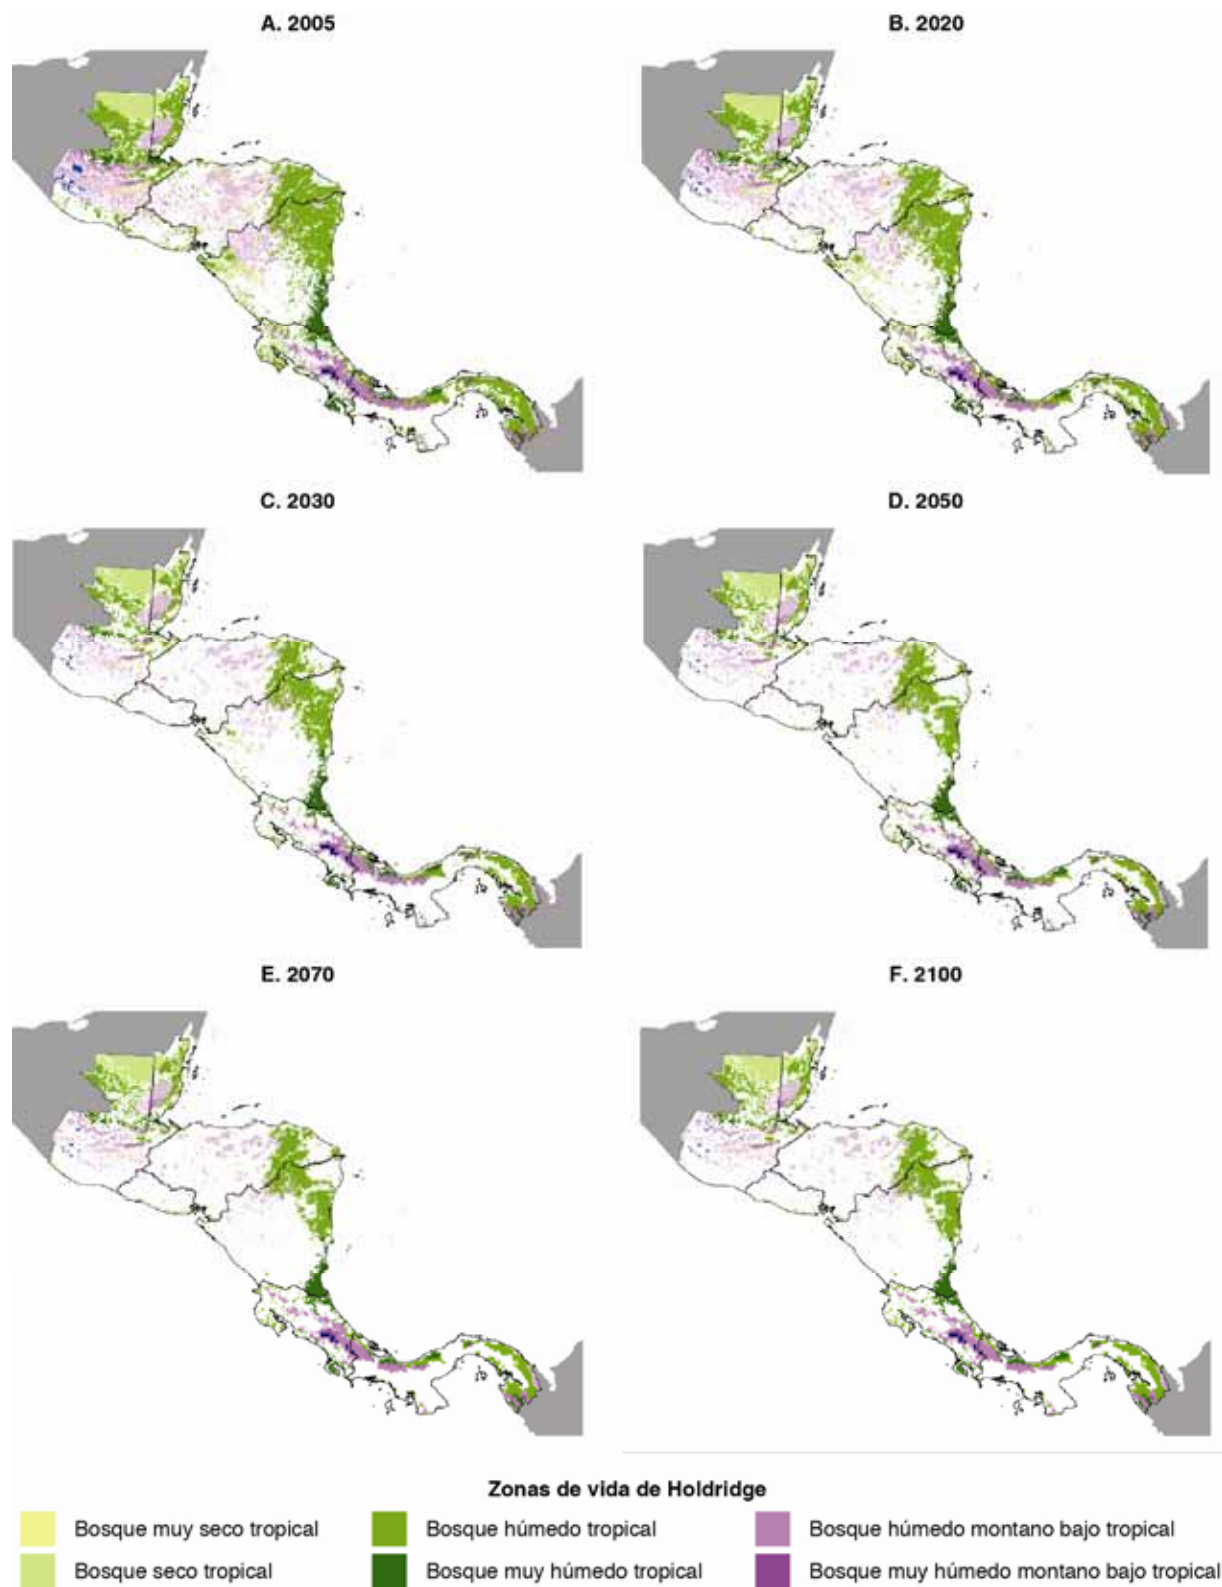 A. 2005
B. 2020
C. 2030
D. 2050
E. 2070
F. 2100
Zonas de vida de Holdridge
Bosque muy seco tropical
Bosque húmedo tropical
Bosque húmedo montano bajo tropical
Bosque seco tropical
Bosque muy húmedo tropical
Bosque muy húmedo montano bajo tropical